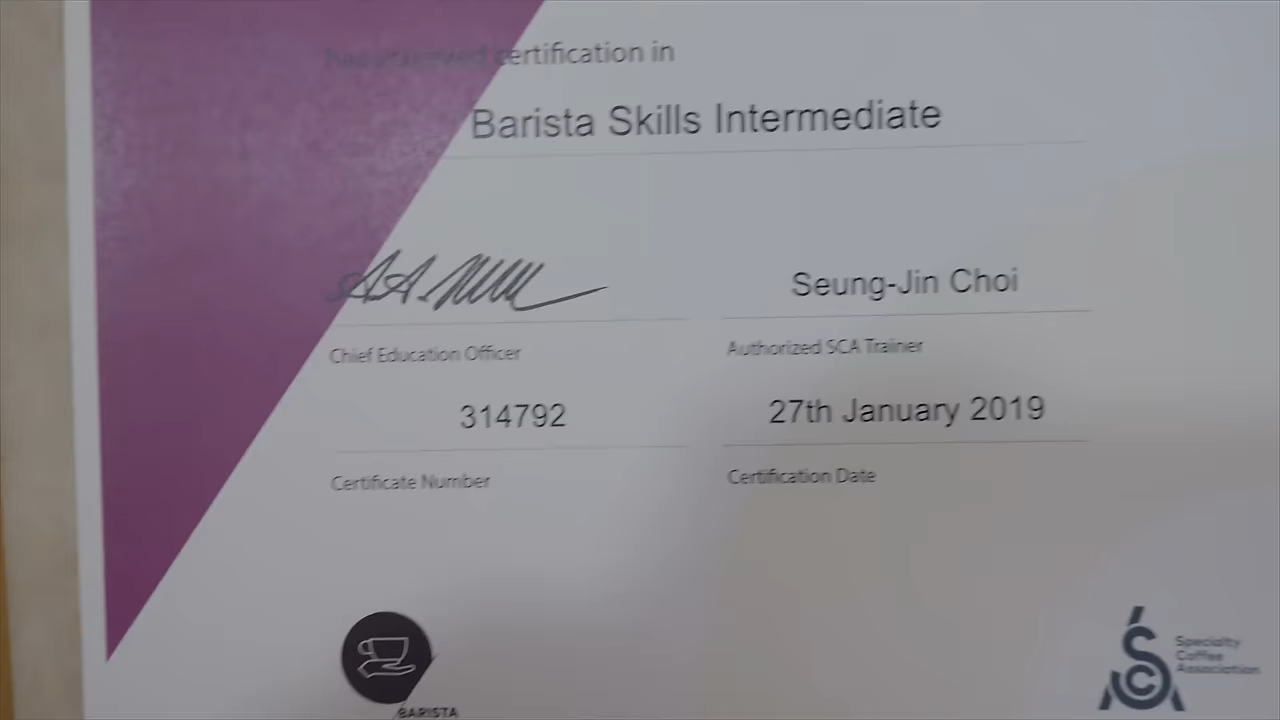 certification in
Barista Skills Intermediate
Seung-Jin Choi
Chief Education Officer
Authorized SCA Trainer
314792
27th January 2019
Certificate Number
Certification Date
BARISTA
Specialty
Coffee
Association